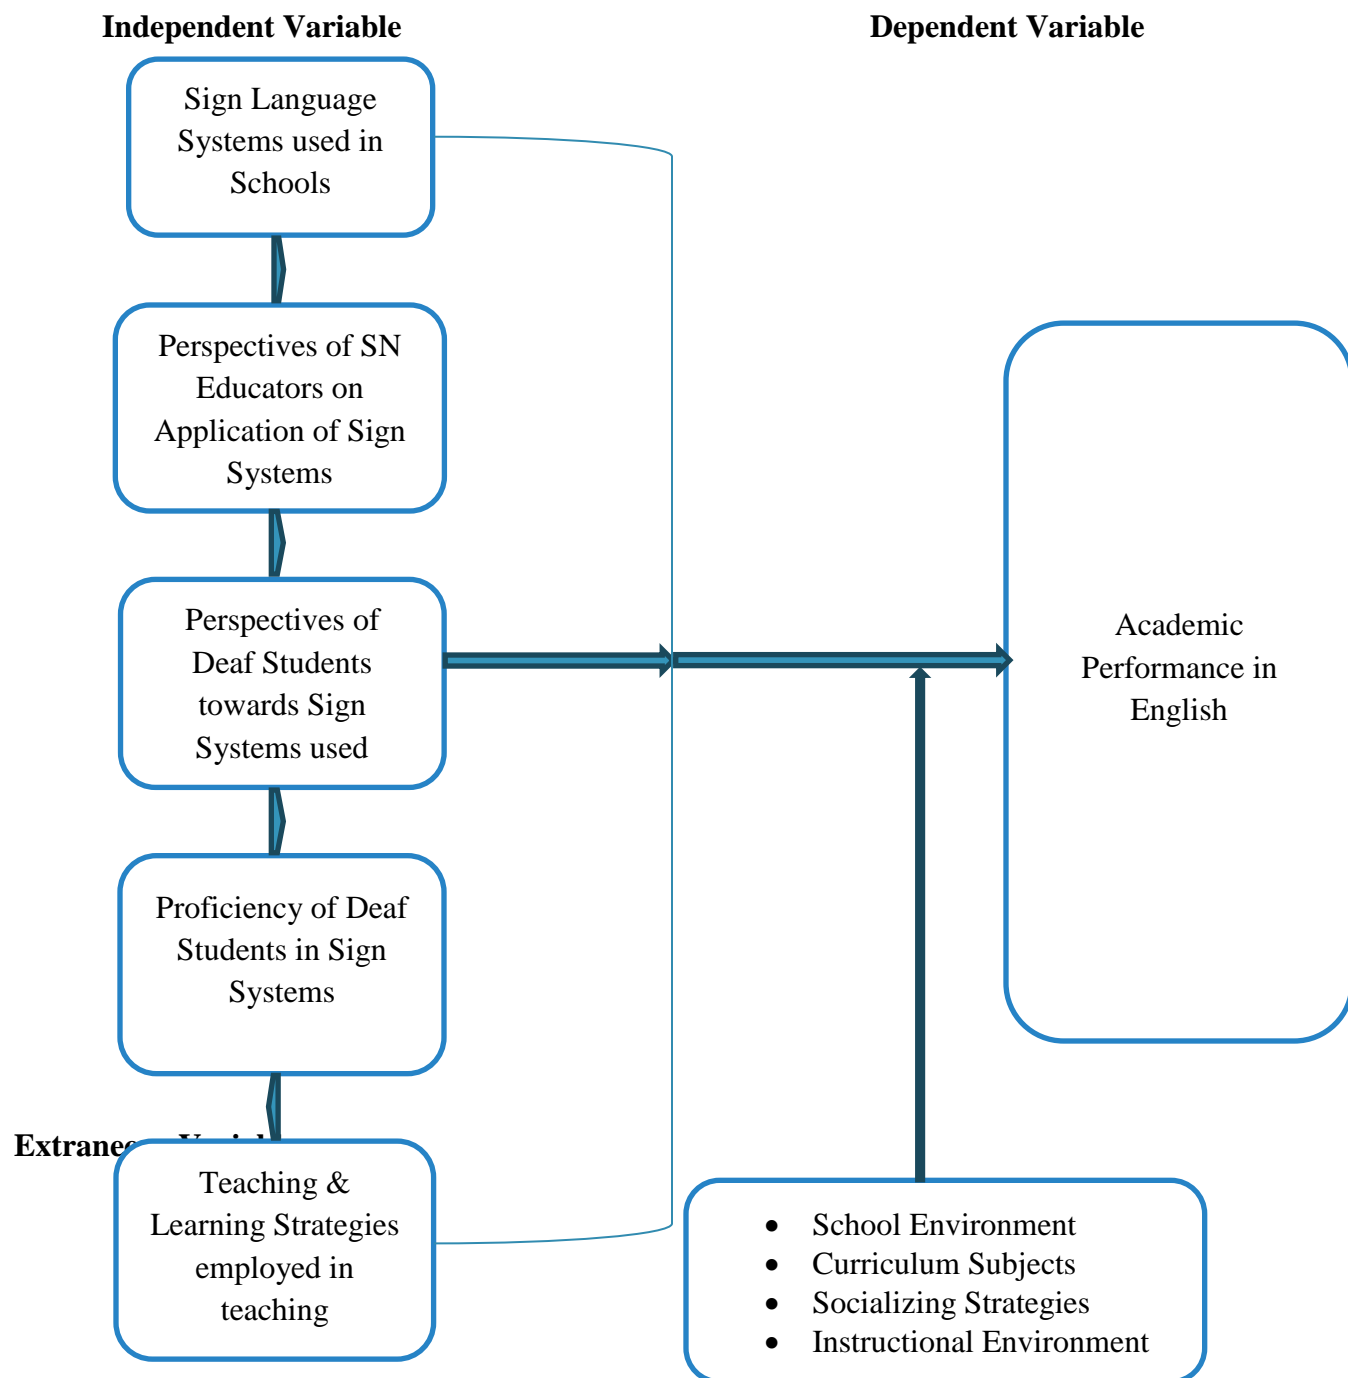 Independent Variable
Dependent Variable
Sign Language
Systems used in
Schools
Perspectives of SN
Educators on
Application of Sign
Systems
Perspectives of
Deaf Students
towards Sign
Systems used
Academic
Performance in
English
Proficiency of Deaf
Students in Sign
Systems
Teaching &
Learning Strategies
employed in
teaching
• School Environment
• Curriculum Subjects
• Socializing Strategies
• Instructional Environment